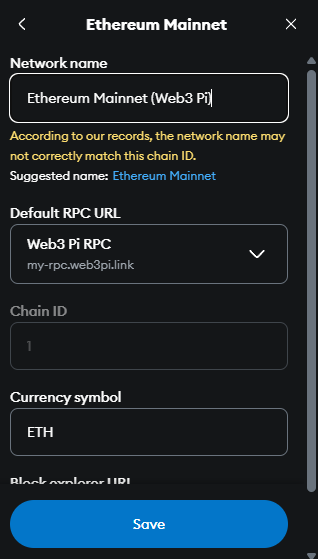 Ethereum Mainnet
Network name
Ethereum Mainnet (Web3 Pi)
According to our records, the network name may
not correctly match this chain ID.
Suggested name: Ethereum Mainnet
Default RPC URL
Web3 Pi RPC
my-rpc.web3pi.link
Chain ID
1
Currency symbol
ETH
Block explorer URL
Save